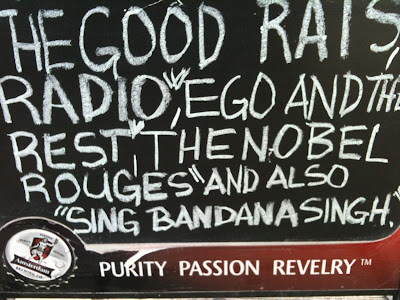 THE GOOD RATS,
RADIO", EGO AND THE
REST", THE NOBEL
ROUGES" AND ALSO
"SING BANDANA SINGH."
Amsterdam
PURITY PASSION REVELRY™